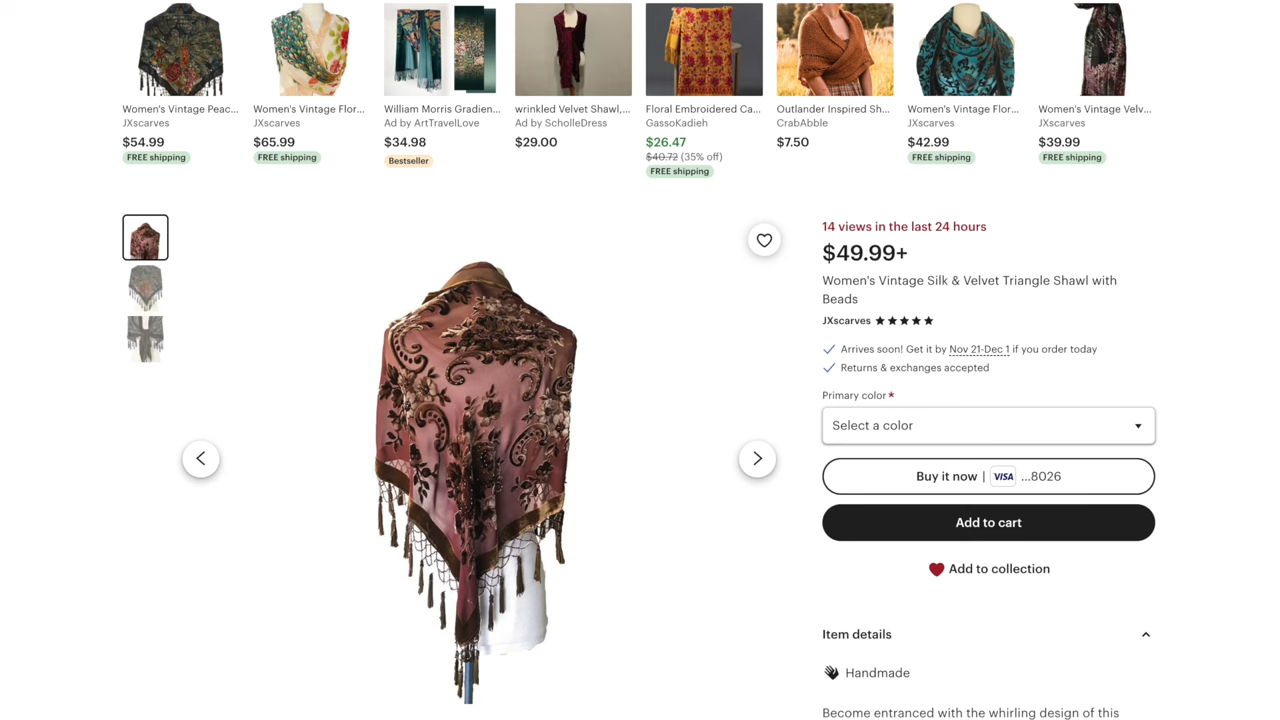 Women's Vintage Peac...
JXscarves
$54.99
FREE shipping
Women's Vintage Flor...
JXscarves
$65.99
FREE shipping
William Morris Gradien...
Ad by ArtTravelLove
$34.98
Bestseller
wrinkled Velvet Shawl,...
Ad by ScholleDress
$29.00
Floral Embroidered Ca...
GassoKadieh
$26.47
$40.72 (35% off)
FREE shipping
Outlander Inspired Sh...
CrabAbble
$7.50
Women's Vintage Flor...
JXscarves
$42.99
FREE shipping
Women's Vintage Velv...
JXscarves
$39.99
FREE shipping
14 views in the last 24 hours
$49.99+
Women's Vintage Silk & Velvet Triangle Shawl with
Beads
JXscarves ★★★★★
Arrives soon! Get it by Nov 21-Dec 1 if you order today
Returns & exchanges accepted
Primary color *
Select a color
Buy it now | VISA ...8026
Add to cart
Add to collection
Item details
Handmade
Become entranced with the whirling design of this